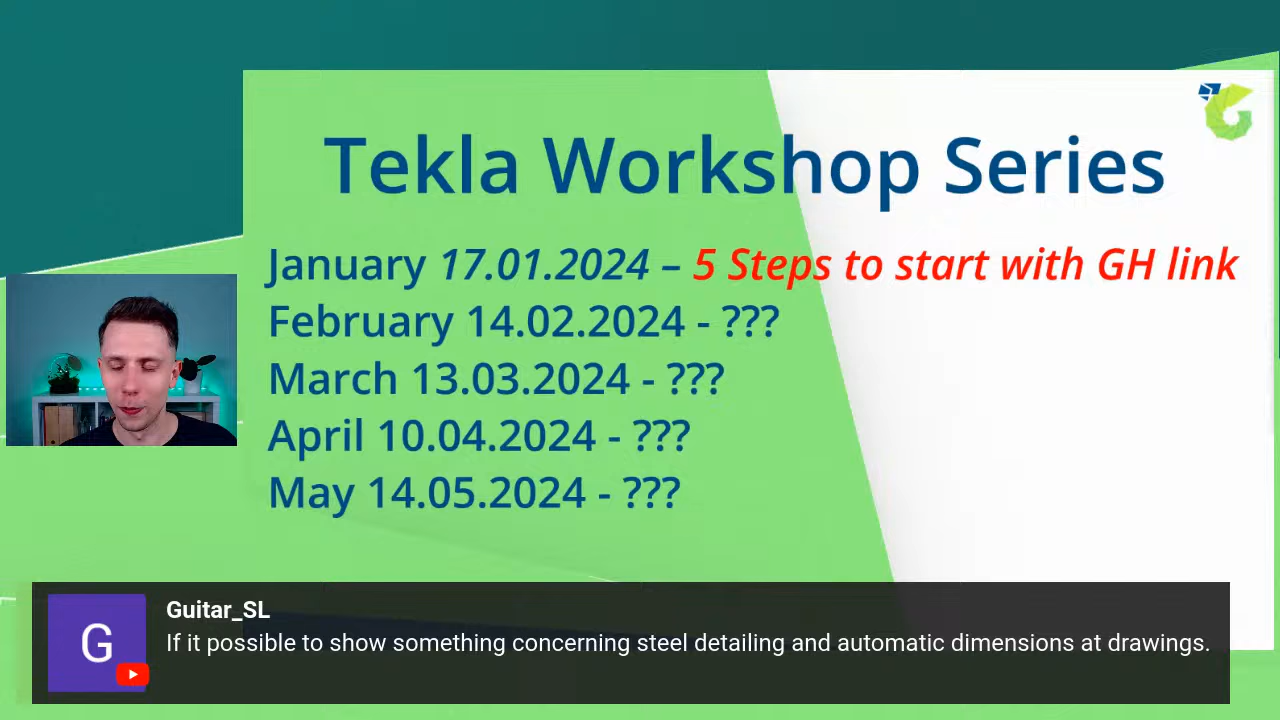 Tekla Workshop Series
January 17.01.2024 – 5 Steps to start with GH link
February 14.02.2024 - ???
March 13.03.2024 - ???
April 10.04.2024 - ???
May 14.05.2024 - ???
G
Guitar_SL
If it possible to show something concerning steel detailing and automatic dimensions at drawings.